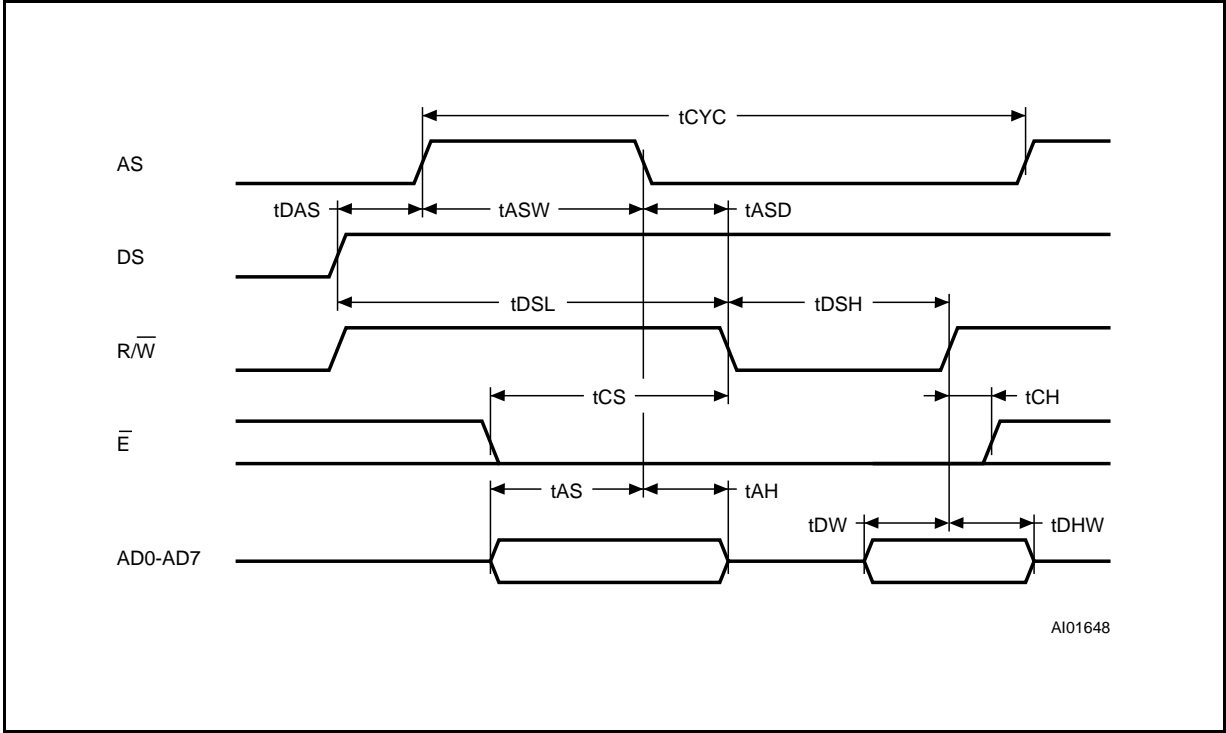 tCYC
AS
tDAS tASW tASD
DS
tDSL tDSH
R/W̅
tCS tCH
E̅
tAS tAH
tDW tDHW
AD0-AD7
AI01648